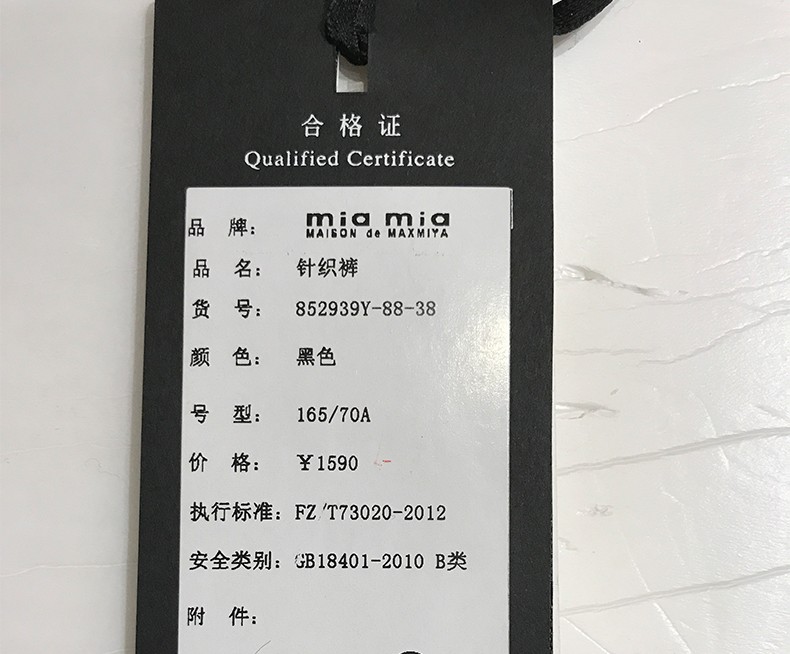 合格证
Qualified Certificate
品 牌: mia mia
MAISON de MAXMIYA
品 名: 针织裤
货 号: 852939Y-88-38
颜 色: 黑色
号 型: 165/70A
价 格: ¥1590
执行标准: FZ/T73020-2012
安全类别: GB18401-2010 B类
附 件: